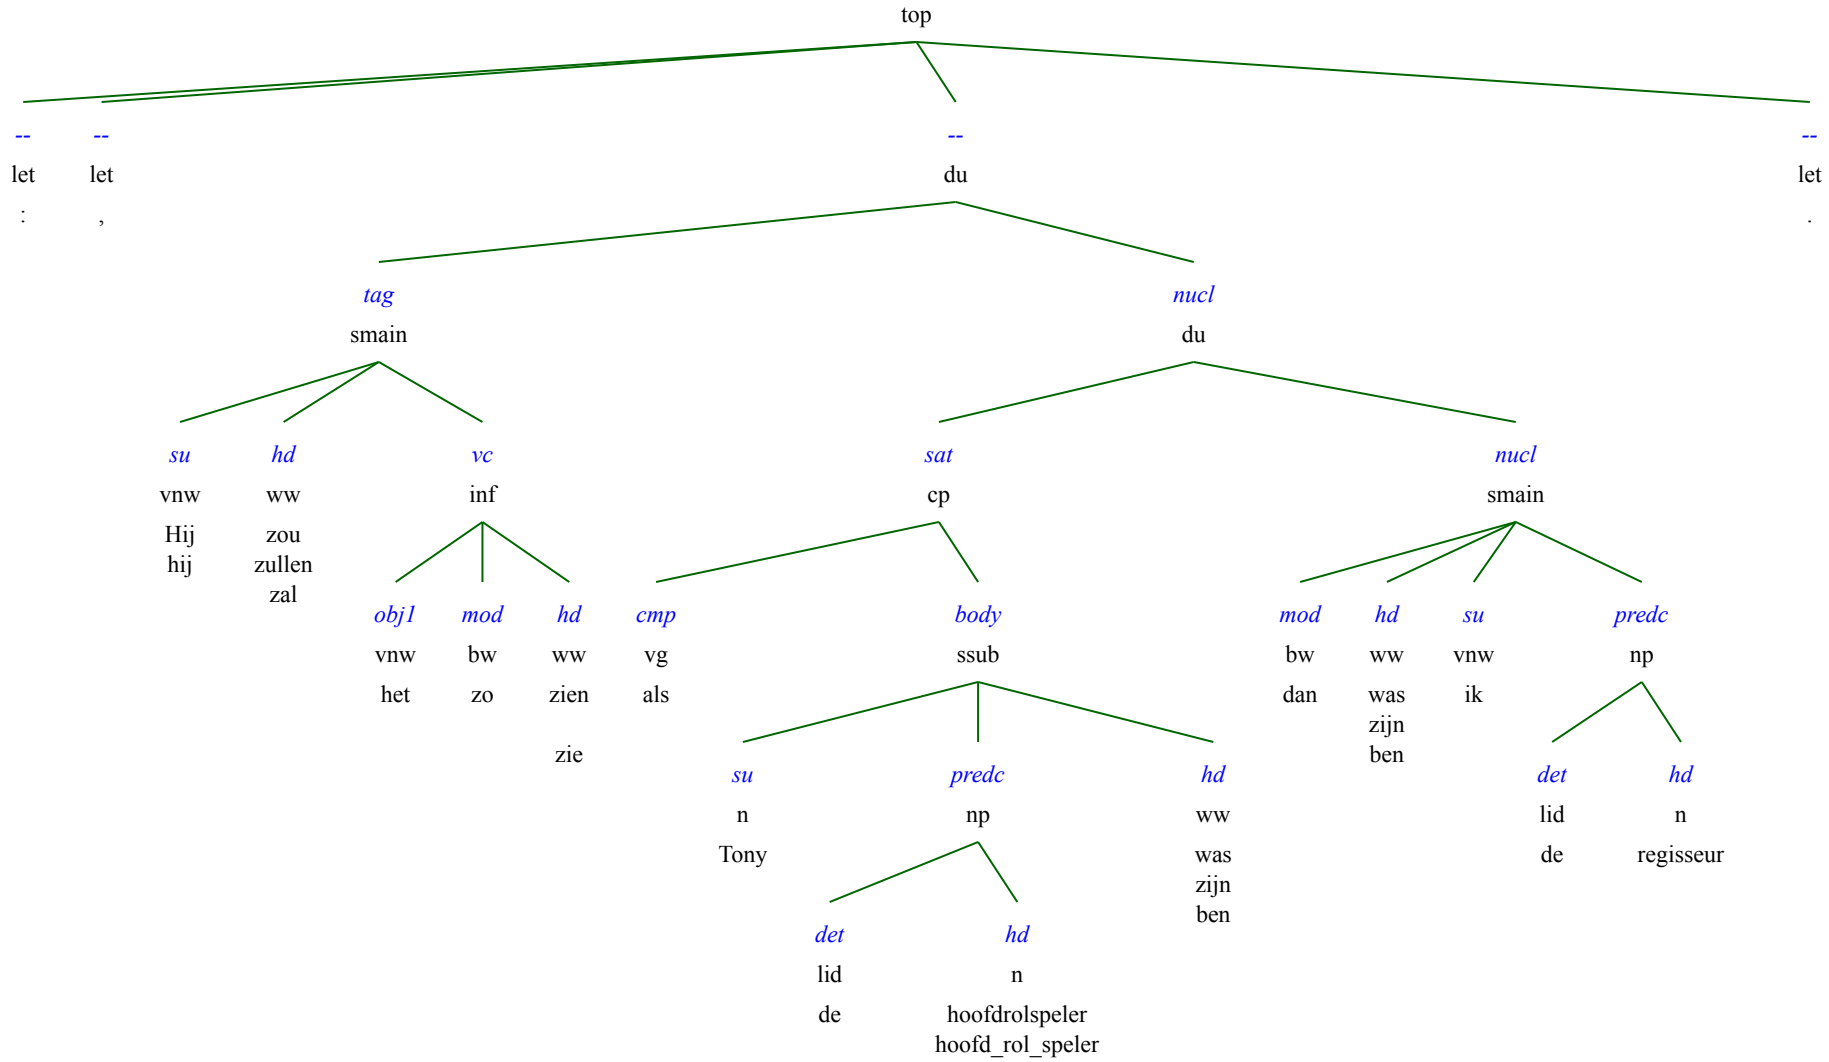 top
-- -- -- --
let let du let
: , .
tag nucl
smain du
su hd vc sat nucl
vnw ww inf cp smain
Hij zou
hij zullen
zal
obj1 mod hd cmp body mod hd su predc
vnw bw ww vg ssub bw ww vnw np
het zo zien als dan was ik
zijn
zie ben
su predc hd det hd
n np ww lid n
Tony was de regisseur
zijn
ben
det hd
lid n
de hoofdrolspeler
hoofd_rol_speler